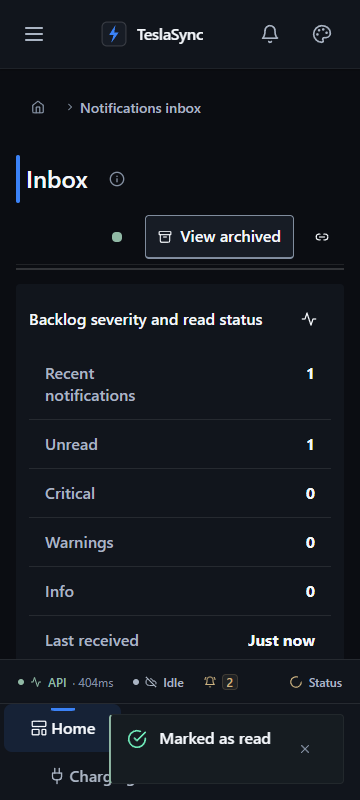 TeslaSync
Notifications inbox
Inbox
View archived
Backlog severity and read status
Recent notifications 1
Unread 1
Critical 0
Warnings 0
Info 0
Last received Just now
API · 404ms Idle 2 Status
Home
Marked as read